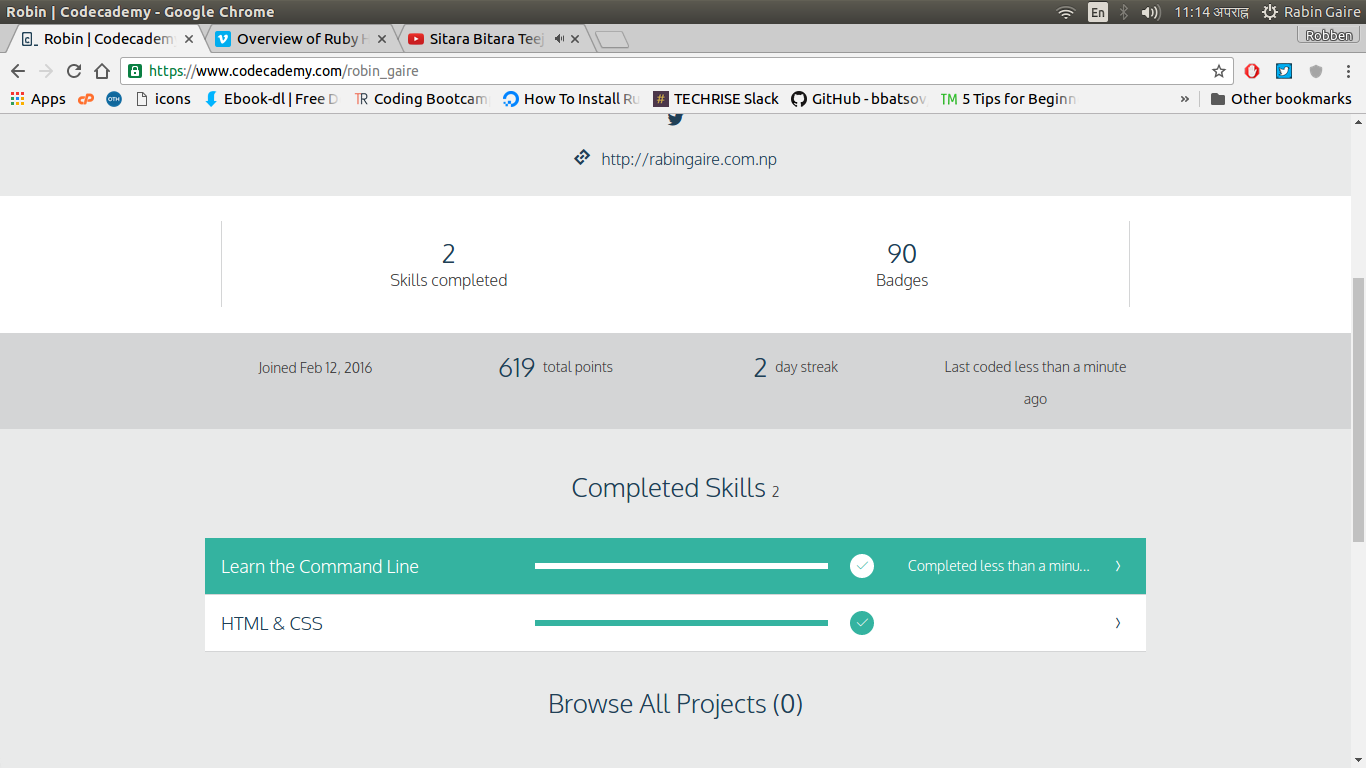 Robin | Codecademy - Google Chrome
En
11:14 अपराह्न
Rabin Gaire
Robin | Codecadem
Overview of Ruby H
Sitara Bitara Teej
Robben
https://www.codecademy.com/robin_gaire
Apps
cP
OTH
icons
Ebook-dl | Free D
TR Coding Bootcam
How To Install Ru
# TECHRISE Slack
GitHub - bbatsov
TM 5 Tips for Beginn
»
Other bookmarks
http://rabingaire.com.np
2
Skills completed
90
Badges
Joined Feb 12, 2016
619 total points
2 day streak
Last coded less than a minute
ago
Completed Skills 2
Learn the Command Line
Completed less than a minu...
HTML & CSS
Browse All Projects (0)